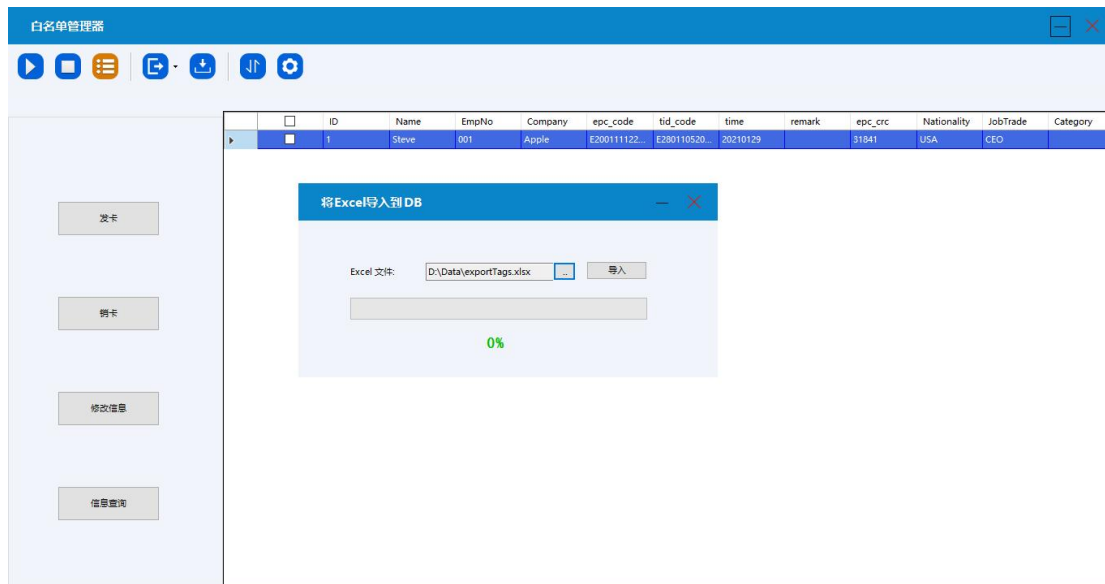 白名单管理器
ID Name EmpNo Company epc_code tid_code time remark epc_crc Nationality JobTrade Category
1 Steve 001 Apple E200111122... E280110520... 20210129 31841 USA CEO
将Excel导入到DB
发卡
Excel 文件: D:\Data\exportTags.xlsx .. 导入
销卡
0%
修改信息
信息查询